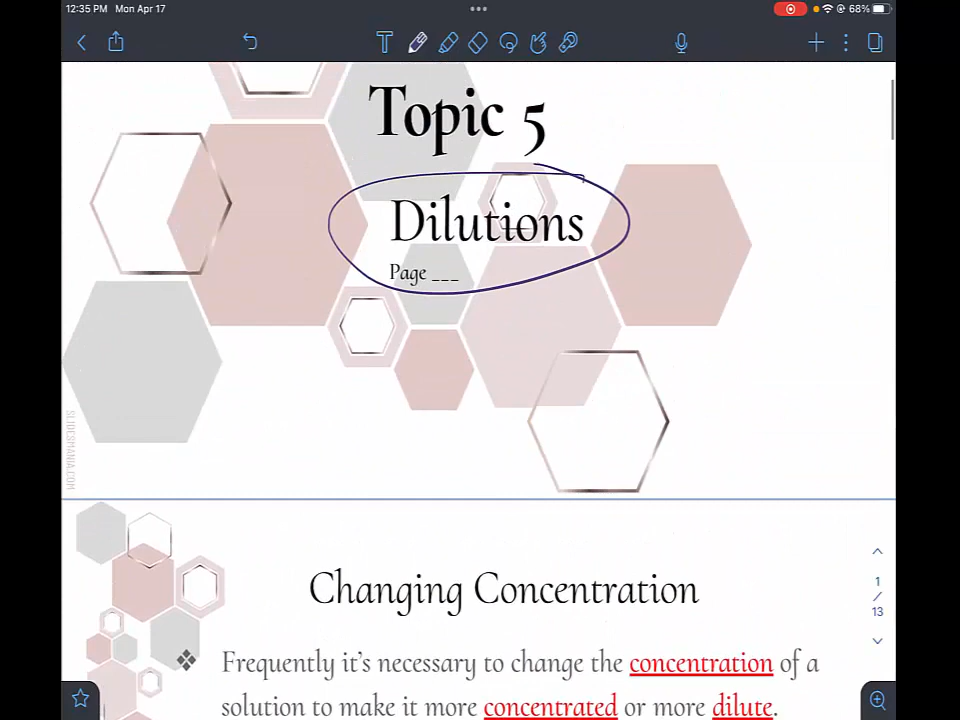 12:35 PM Mon Apr 17
68%
T
Topic 5
Dilutions
Page ___
SLIDESMANIA.COM
Changing Concentration
1
/
13
Frequently it's necessary to change the concentration of a
solution to make it more concentrated or more dilute.